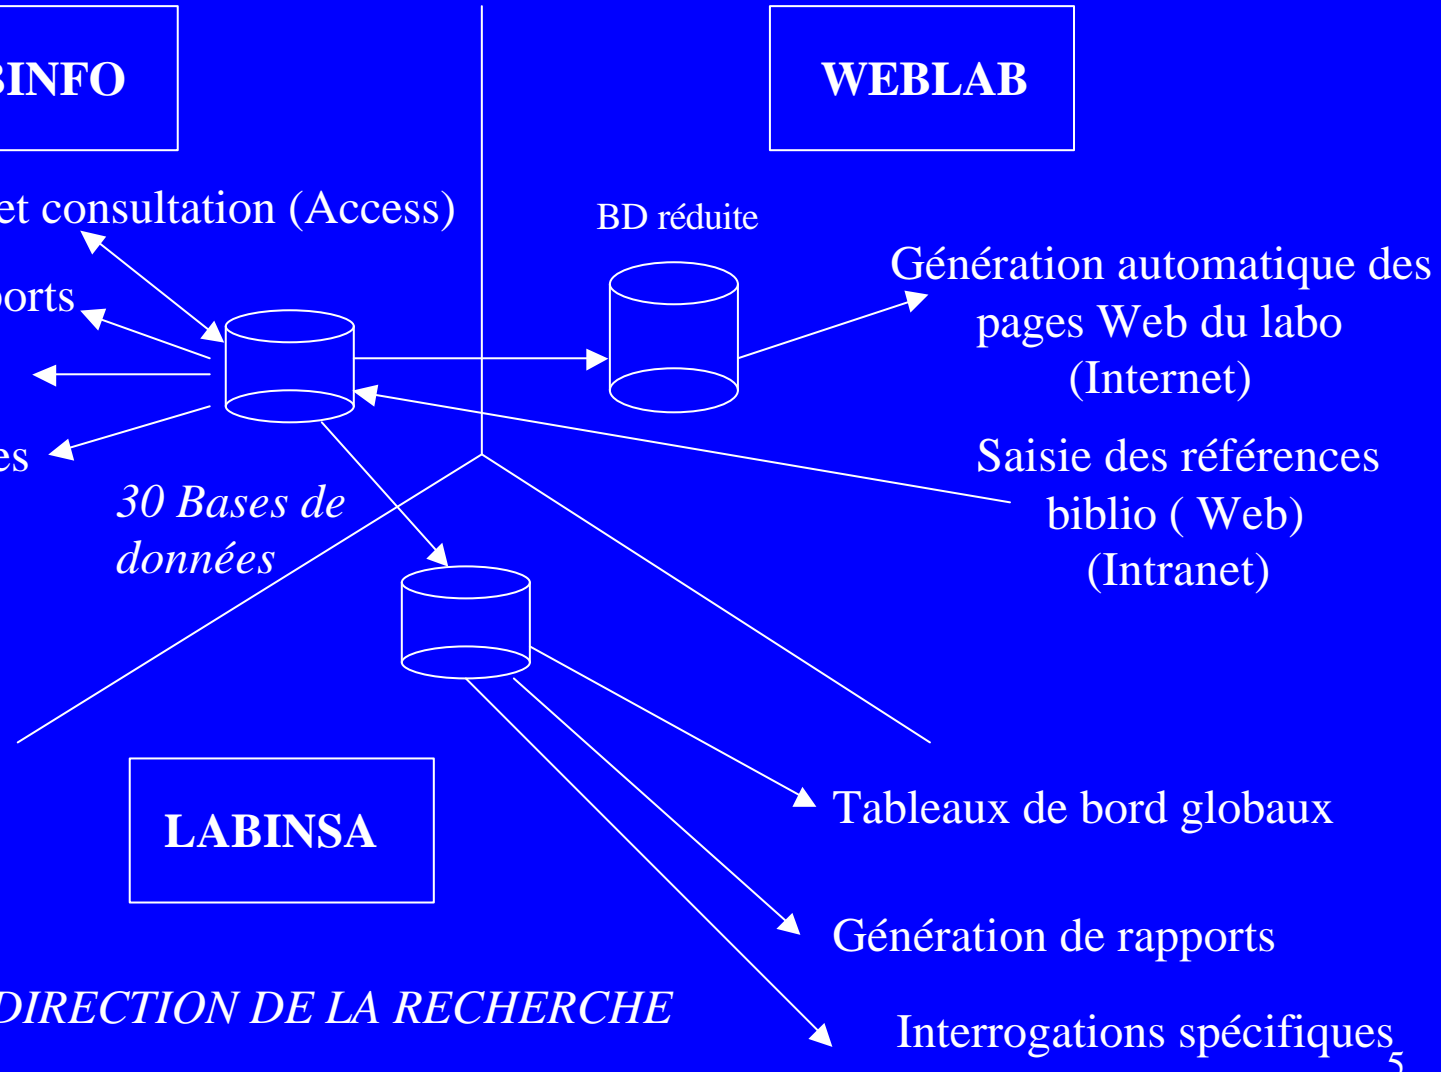 BINFO
WEBLAB
et consultation (Access)
BD réduite
Génération automatique des
pages Web du labo
(Internet)
ports
es
Saisie des références
biblio ( Web)
(Intranet)
30 Bases de
données
LABINSA
Tableaux de bord globaux
Génération de rapports
DIRECTION DE LA RECHERCHE
Interrogations spécifiques
5